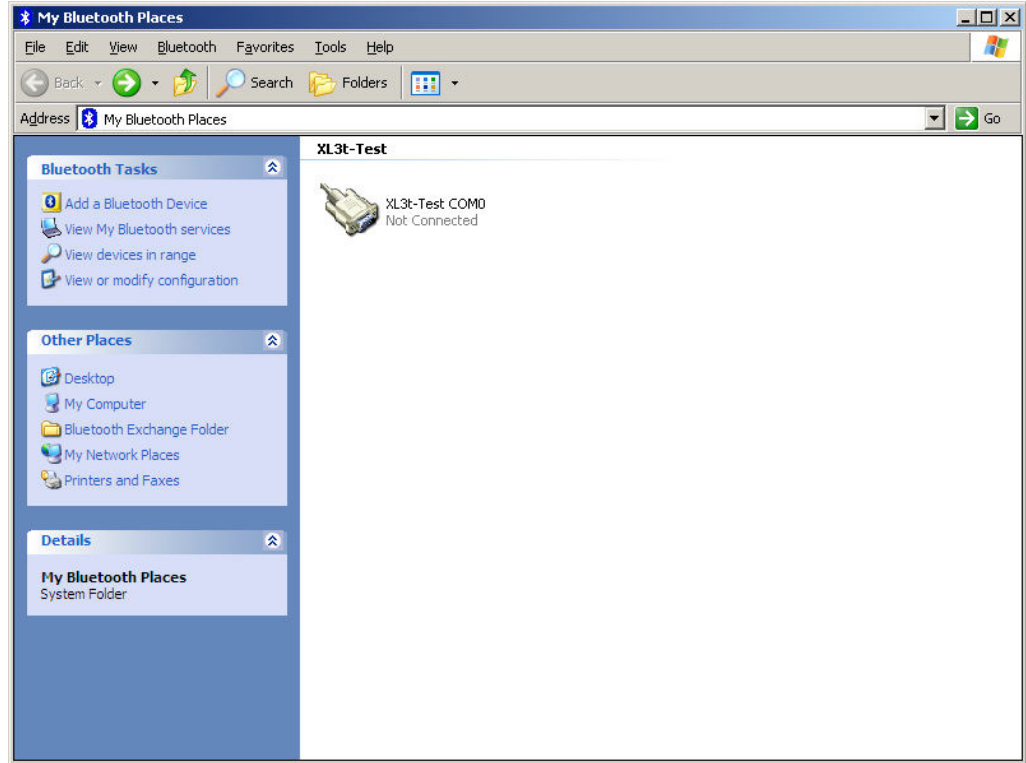 My Bluetooth Places
File Edit View Bluetooth Favorites Tools Help
Back Search Folders
Address My Bluetooth Places Go
XL3t-Test
Bluetooth Tasks
Add a Bluetooth Device
View My Bluetooth services
View devices in range
View or modify configuration
XL3t-Test COM0
Not Connected
Other Places
Desktop
My Computer
Bluetooth Exchange Folder
My Network Places
Printers and Faxes
Details
My Bluetooth Places
System Folder